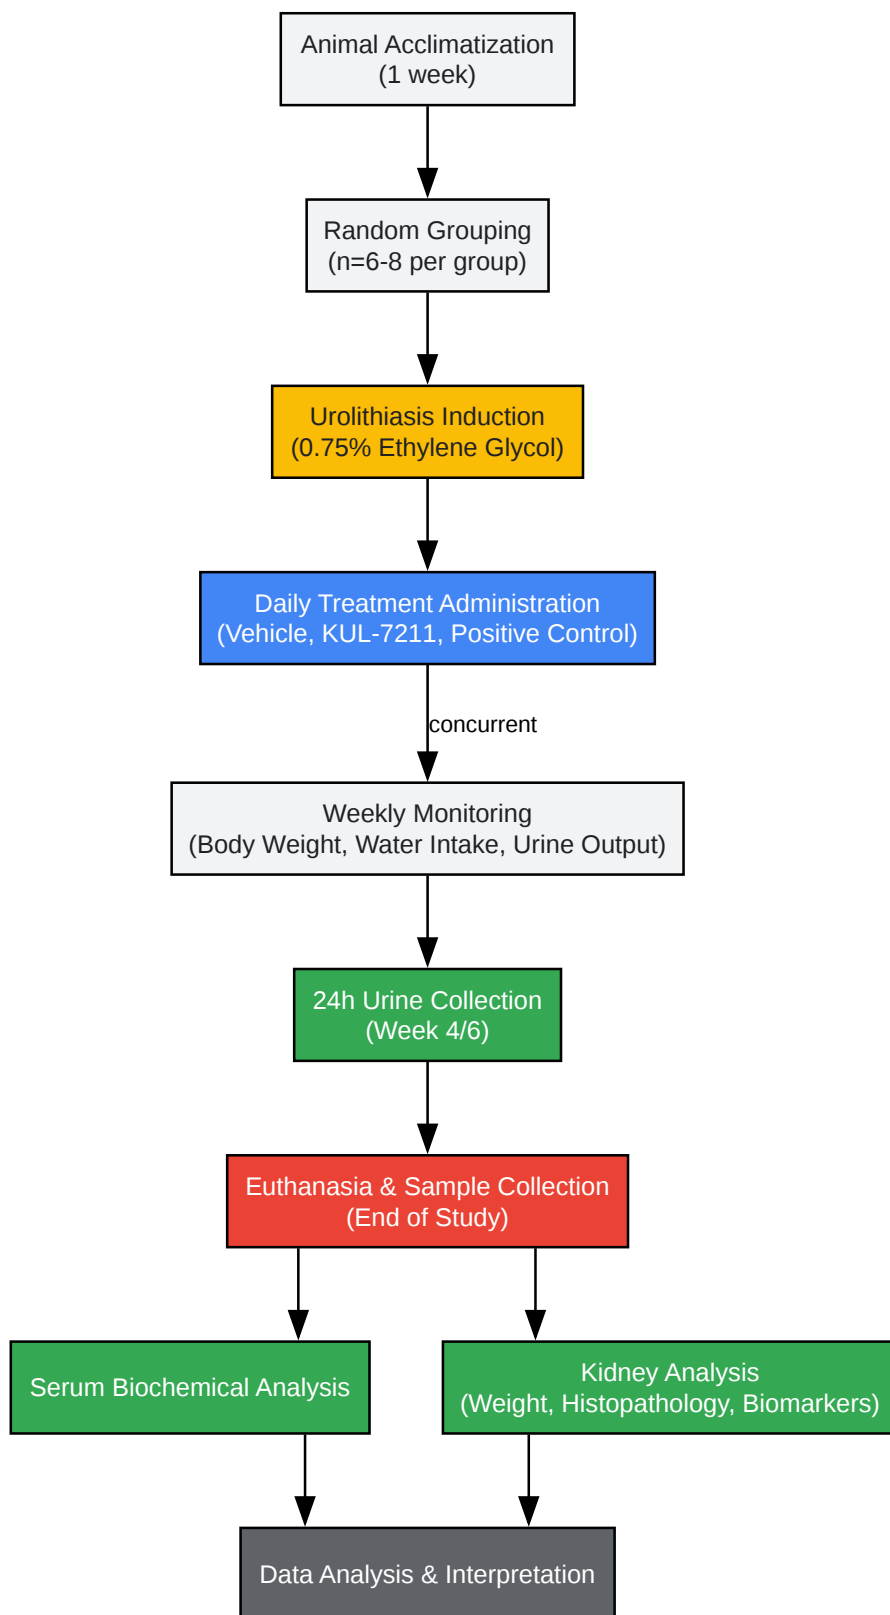 Animal Acclimatization
(1 week)
Random Grouping
(n=6-8 per group)
Urolithiasis Induction
(0.75% Ethylene Glycol)
Daily Treatment Administration
(Vehicle, KUL-7211, Positive Control)
concurrent
Weekly Monitoring
(Body Weight, Water Intake, Urine Output)
24h Urine Collection
(Week 4/6)
Euthanasia & Sample Collection
(End of Study)
Serum Biochemical Analysis
Kidney Analysis
(Weight, Histopathology, Biomarkers)
Data Analysis & Interpretation